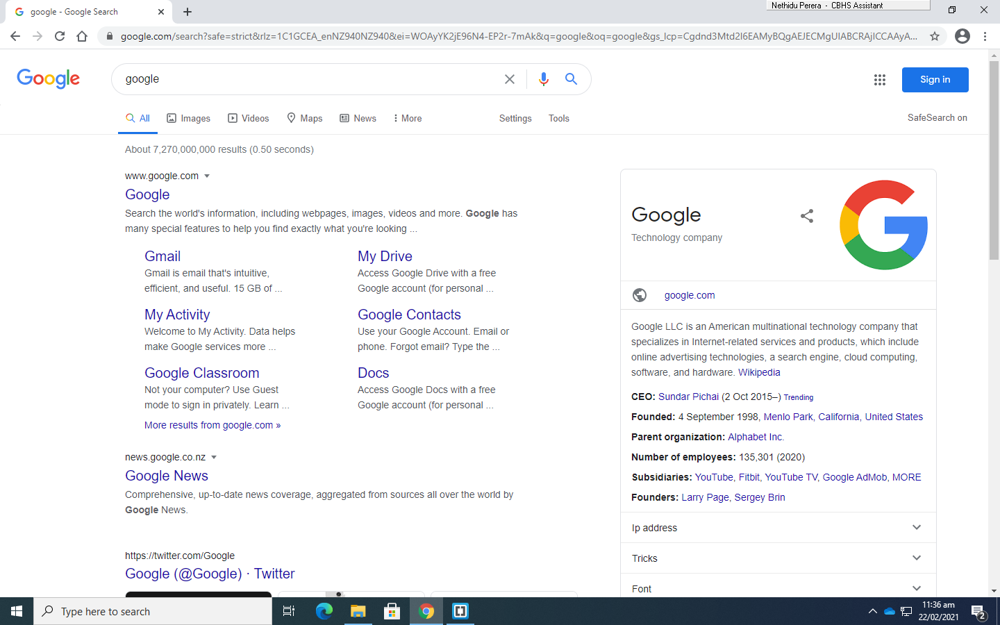 google - Google Search
Nethidu Perera - CBHS Assistant
google.com/search?safe=strict&rlz=1C1GCEA_enNZ940NZ940&ei=WOAyYK2jE96N4-EP2r-7mAk&q=google&oq=google&gs_lcp=Cgdnd3Mtd2l6EAMyBQgAEJECMgUIABCRAjICCAAyA...
Google
google
Sign in
All
Images
Videos
Maps
News
More
Settings
Tools
SafeSearch on
About 7,270,000,000 results (0.50 seconds)
www.google.com
Google
Search the world's information, including webpages, images, videos and more. Google has
many special features to help you find exactly what you're looking ...
Gmail
Gmail is email that's intuitive,
efficient, and useful. 15 GB of ...
My Drive
Access Google Drive with a free
Google account (for personal ...
My Activity
Welcome to My Activity. Data helps
make Google services more ...
Google Contacts
Use your Google Account. Email or
phone. Forgot email? Type the ...
Google Classroom
Not your computer? Use Guest
mode to sign in privately. Learn ...
Docs
Access Google Docs with a free
Google account (for personal ...
More results from google.com »
news.google.co.nz
Google News
Comprehensive, up-to-date news coverage, aggregated from sources all over the world by
Google News.
https://twitter.com/Google
Google (@Google) · Twitter
Google
Technology company
google.com
Google LLC is an American multinational technology company that
specializes in Internet-related services and products, which include
online advertising technologies, a search engine, cloud computing,
software, and hardware. Wikipedia
CEO: Sundar Pichai (2 Oct 2015–) Trending
Founded: 4 September 1998, Menlo Park, California, United States
Parent organization: Alphabet Inc.
Number of employees: 135,301 (2020)
Subsidiaries: YouTube, Fitbit, YouTube TV, Google AdMob, MORE
Founders: Larry Page, Sergey Brin
Ip address
Tricks
Font
Type here to search
11:36 am
22/02/2021
2